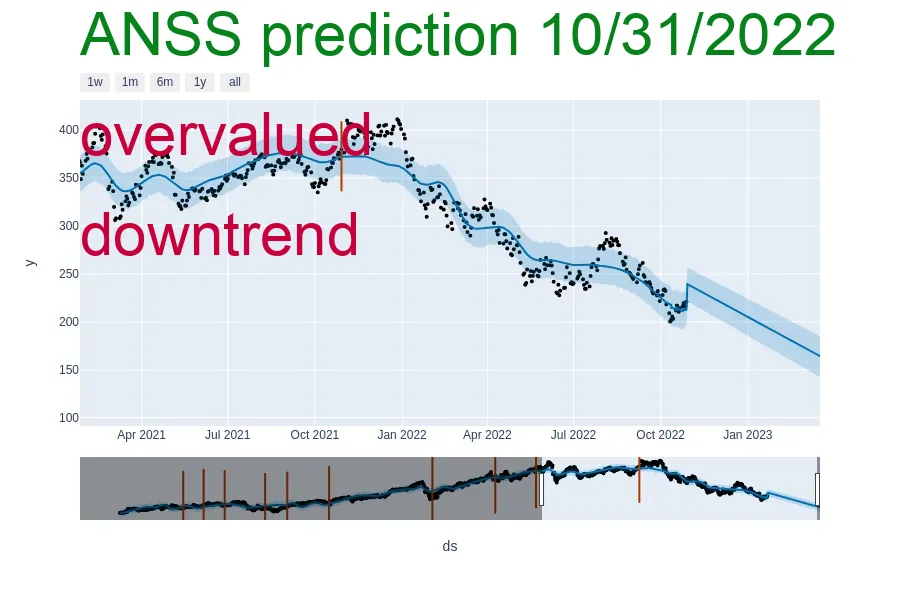 ANSS prediction 10/31/2022
1w 1m 6m 1y all
overvalued
downtrend
400
350
300
250
200
150
100
y
Apr 2021 Jul 2021 Oct 2021 Jan 2022 Apr 2022 Jul 2022 Oct 2022 Jan 2023
ds